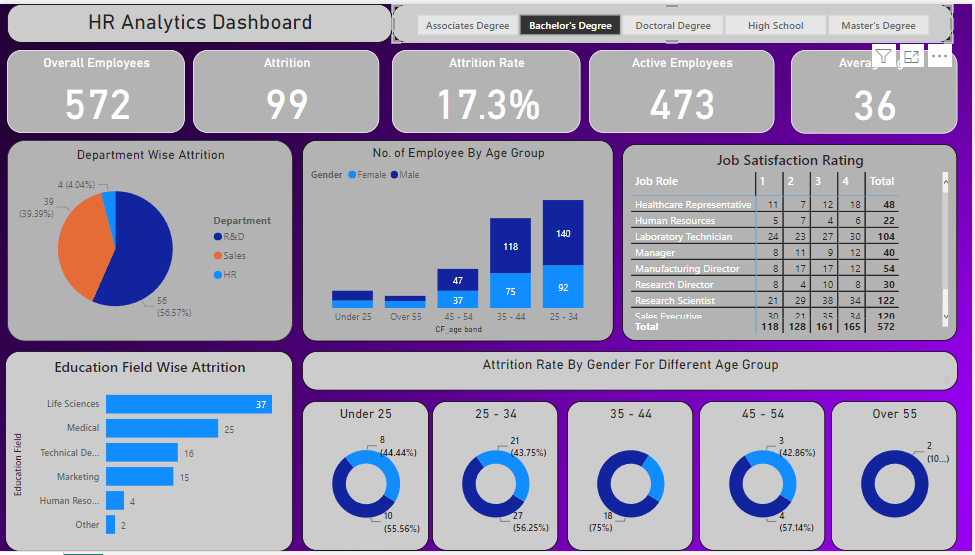 HR Analytics Dashboard
Associates Degree
Bachelor's Degree
Doctoral Degree
High School
Master's Degree
Overall Employees
572
Attrition
99
Attrition Rate
17.3%
Active Employees
473
36
Department Wise Attrition
4 (4.04%)
39
(39.39%)
56
(56.57%)
Department
R&D
Sales
HR
No. of Employee By Age Group
Gender Female Male
118
140
47
37
75
92
Under 25 Over 55 45 - 54 35 - 44 25 - 34
CF_age band
Job Satisfaction Rating
Job Role 1 2 3 4 Total
Healthcare Representative 11 7 12 18 48
Human Resources 5 7 4 6 22
Laboratory Technician 24 23 27 30 104
Manager 8 11 9 12 40
Manufacturing Director 8 17 17 12 54
Research Director 8 4 10 8 30
Research Scientist 21 29 38 34 122
Sales Executive 30 21 35 34 120
Total 118 128 161 165 572
Education Field Wise Attrition
Education Field
Life Sciences 37
Medical 25
Technical De... 16
Marketing 15
Human Reso... 4
Other 2
Attrition Rate By Gender For Different Age Group
Under 25
8
(44.44%)
10
(55.56%)
25 - 34
21
(43.75%)
27
(56.25%)
35 - 44
18
(75%)
45 - 54
3
(42.86%)
4
(57.14%)
Over 55
2
(10...)